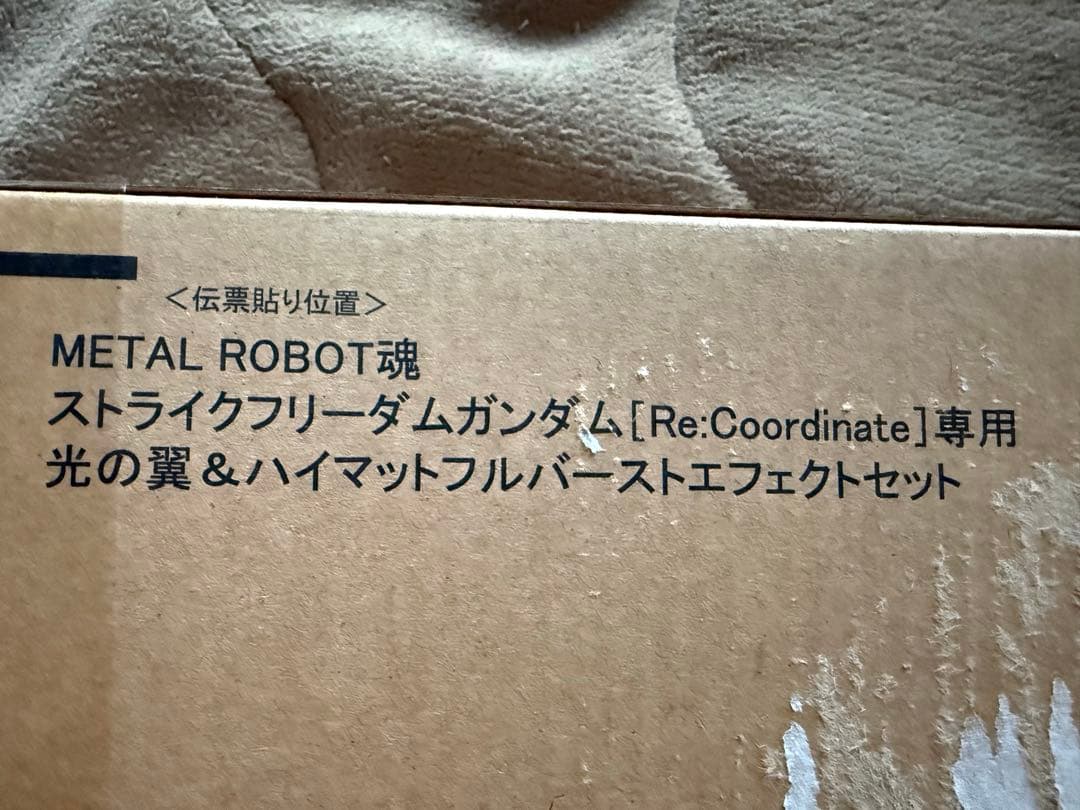 ＜伝票貼り位置＞
METAL ROBOT魂
ストライクフリーダムガンダム[Re:Coordinate]専用
光の翼＆ハイマットフルバーストエフェクトセット